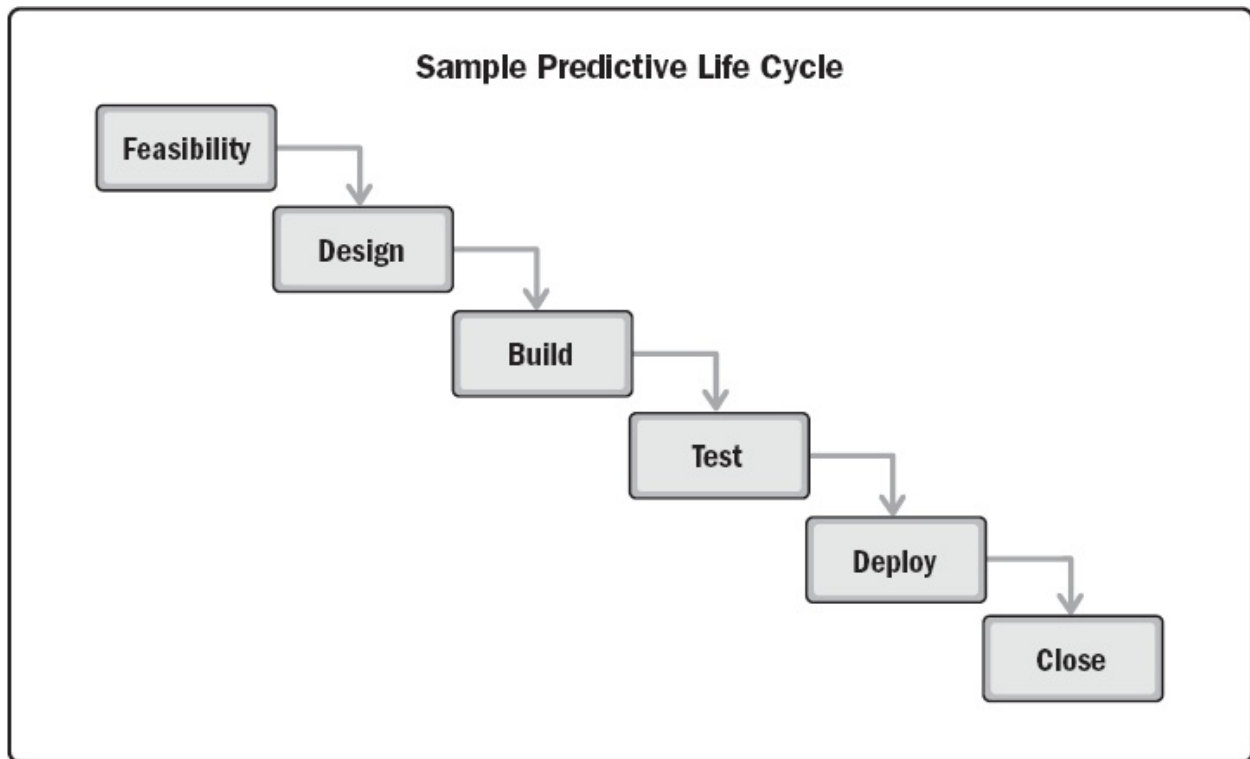 Sample Predictive Life Cycle
Feasibility
Design
Build
Test
Deploy
Close